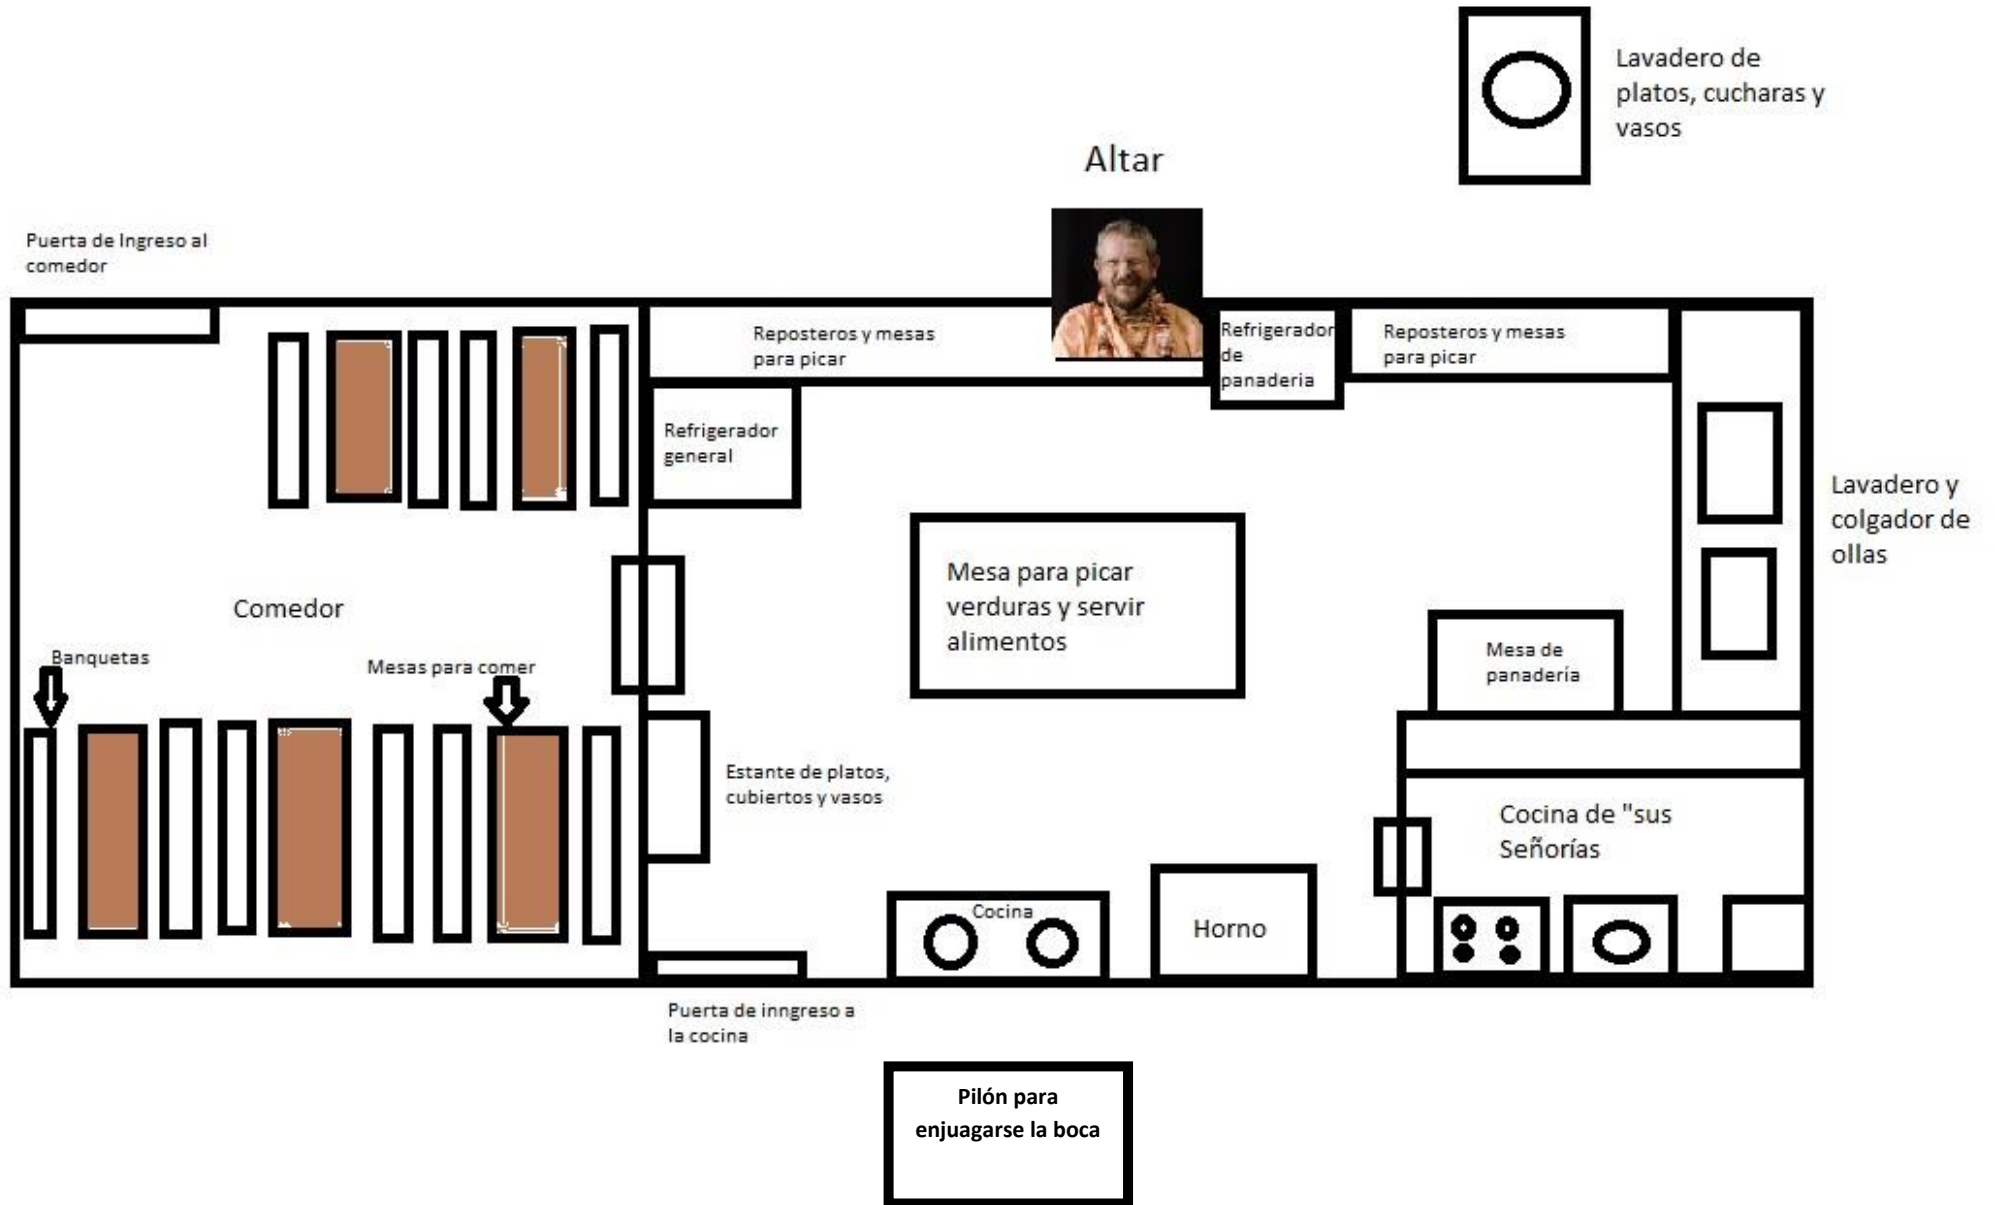 Lavadero de
platos, cucharas y
vasos
Altar
Puerta de Ingreso al
comedor
Reposteros y mesas
para picar
Refrigerador
de
panaderia
Reposteros y mesas
para picar
Refrigerador
general
Lavadero y
colgador de
ollas
Mesa para picar
verduras y servir
alimentos
Comedor
Banquetas
Mesas para comer
Mesa de
panadería
Estante de platos,
cubiertos y vasos
Cocina de "sus
Señorías
Cocina
Horno
Puerta de inngreso a
la cocina
Pilón para
enjuagarse la boca